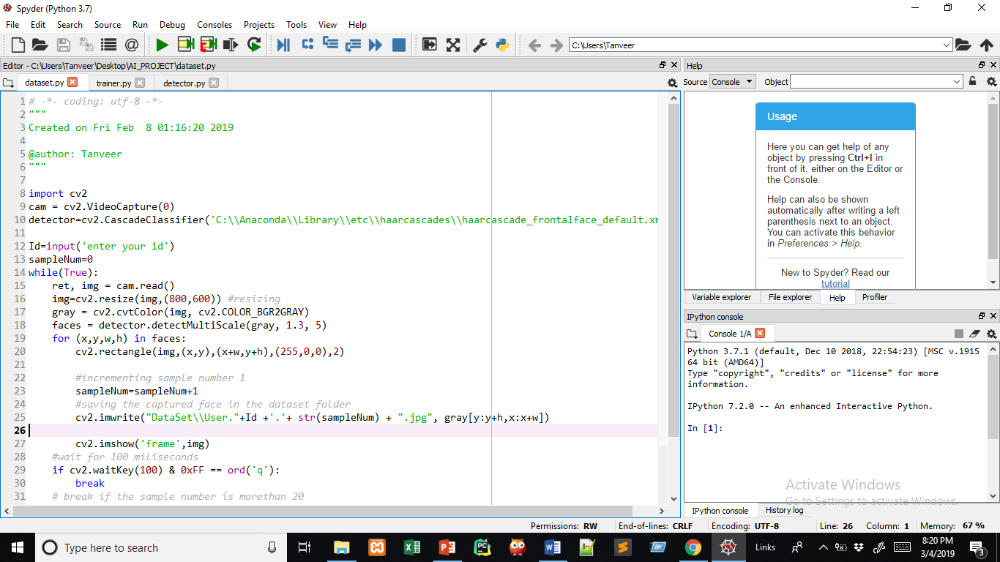 Spyder (Python 3.7)
File Edit Search Source Run Debug Consoles Projects Tools View Help
C:\Users\Tanveer
Editor - C:\Users\Tanveer\Desktop\AI_PROJECT\dataset.py
dataset.py trainer.py detector.py
1 # -*- coding: utf-8 -*-
2 """
3 Created on Fri Feb  8 01:16:20 2019
4
5 @author: Tanveer
6 """
7
8 import cv2
9 cam = cv2.VideoCapture(0)
10 detector=cv2.CascadeClassifier('C:\\Anaconda\\Library\\etc\\haarcascades\\haarcascade_frontalface_default.xm
11
12 Id=input('enter your id')
13 sampleNum=0
14 while(True):
15     ret, img = cam.read()
16     img=cv2.resize(img,(800,600)) #resizing
17     gray = cv2.cvtColor(img, cv2.COLOR_BGR2GRAY)
18     faces = detector.detectMultiScale(gray, 1.3, 5)
19     for (x,y,w,h) in faces:
20         cv2.rectangle(img,(x,y),(x+w,y+h),(255,0,0),2)
21
22         #incrementing sample number 1
23         sampleNum=sampleNum+1
24         #saving the captured face in the dataset folder
25         cv2.imwrite("DataSet\\User."+Id +'.'+ str(sampleNum) + ".jpg", gray[y:y+h,x:x+w])
26
27         cv2.imshow('frame',img)
28     #wait for 100 miliseconds
29     if cv2.waitKey(100) & 0xFF == ord('q'):
30         break
31     # break if the sample number is morethan 20
Help
Source Console Object
Usage
Here you can get help of any
object by pressing Ctrl+I in
front of it, either on the Editor or
the Console.
Help can also be shown
automatically after writing a left
parenthesis next to an object.
You can activate this behavior
in Preferences > Help.
New to Spyder? Read our
tutorial
Variable explorer File explorer Help Profiler
IPython console
Console 1/A
Python 3.7.1 (default, Dec 10 2018, 22:54:23) [MSC v.1915
64 bit (AMD64)]
Type "copyright", "credits" or "license" for more
information.
IPython 7.2.0 -- An enhanced Interactive Python.
In [1]:
Activate Windows
Go to Settings to activate Windows.
IPython console History log
Permissions: RW End-of-lines: CRLF Encoding: UTF-8 Line: 26 Column: 1 Memory: 67 %
Type here to search
Links
8:20 PM
3/4/2019
3